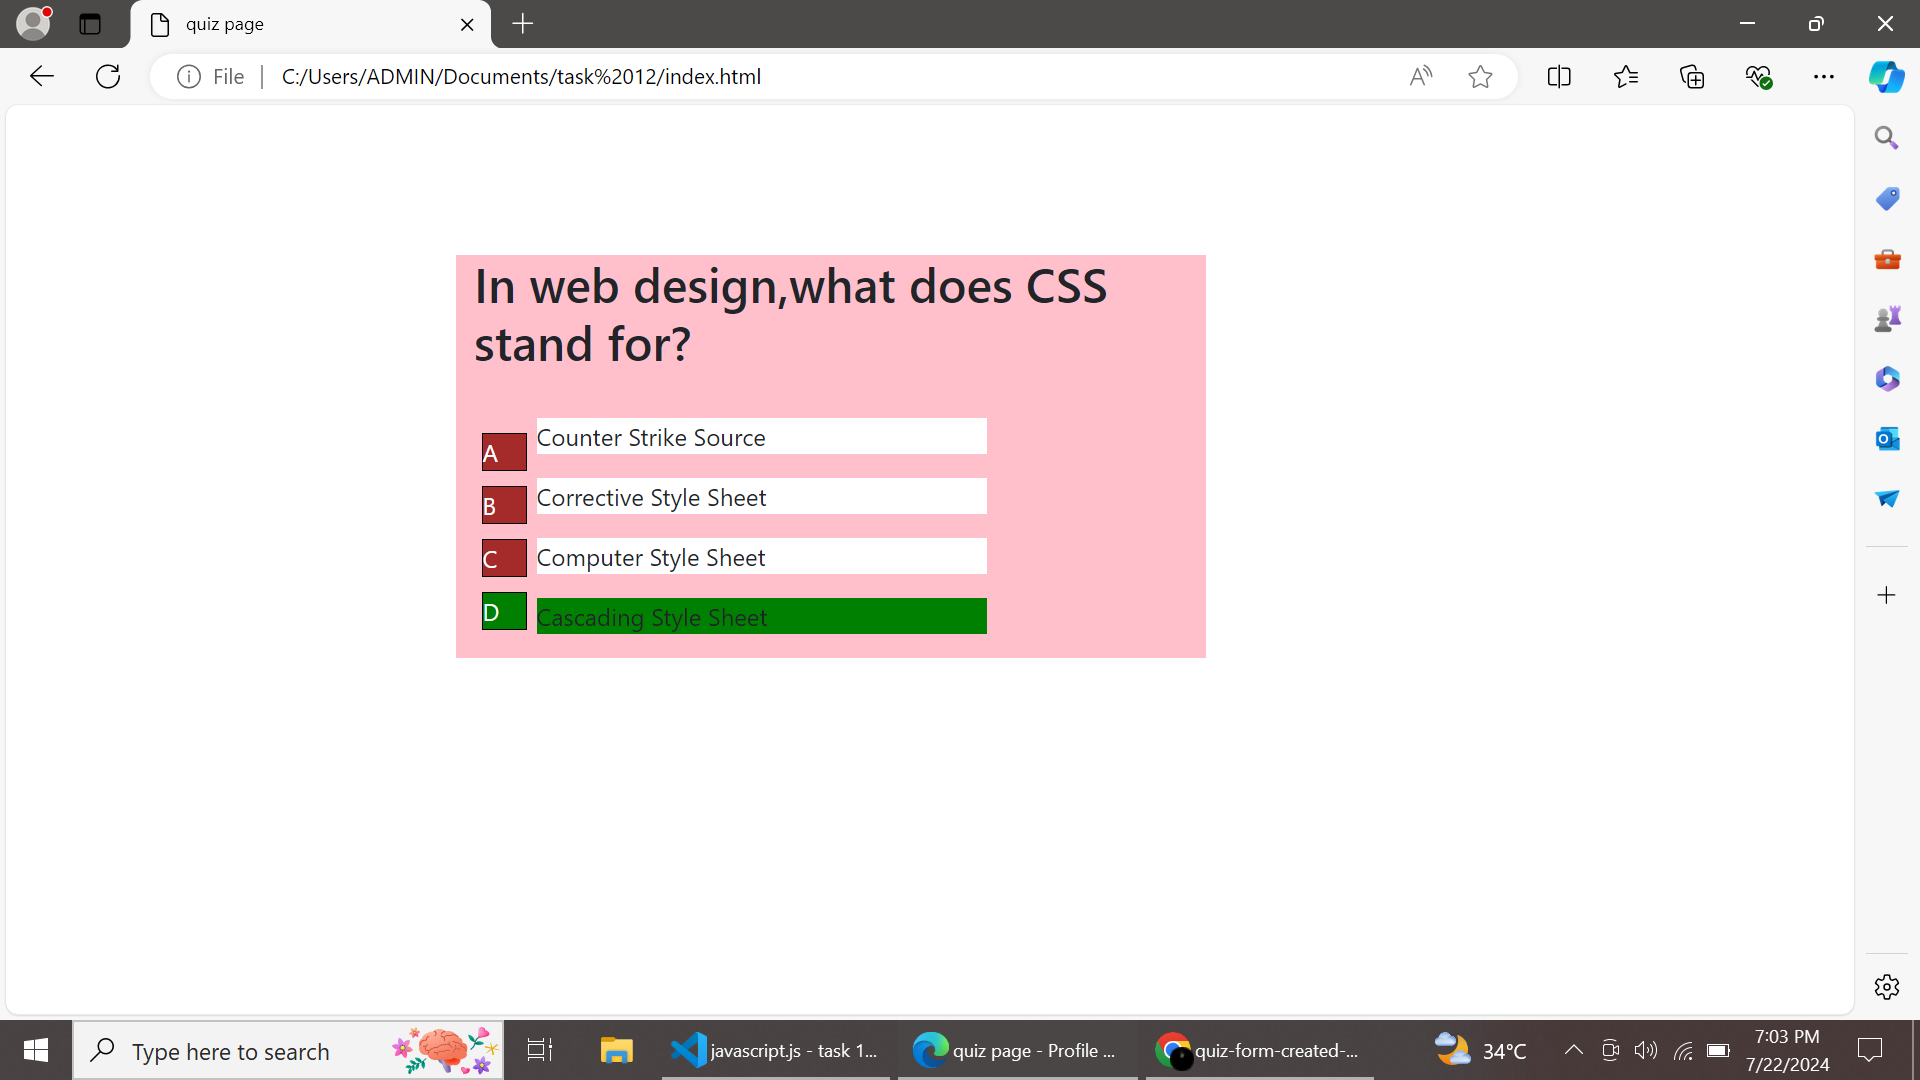 quiz page
File
C:/Users/ADMIN/Documents/task%2012/index.html
In web design,what does CSS
stand for?
A
Counter Strike Source
B
Corrective Style Sheet
C
Computer Style Sheet
D
Cascading Style Sheet
Type here to search
javascript.js - task 1...
quiz page - Profile ...
quiz-form-created-...
34°C
7:03 PM
7/22/2024